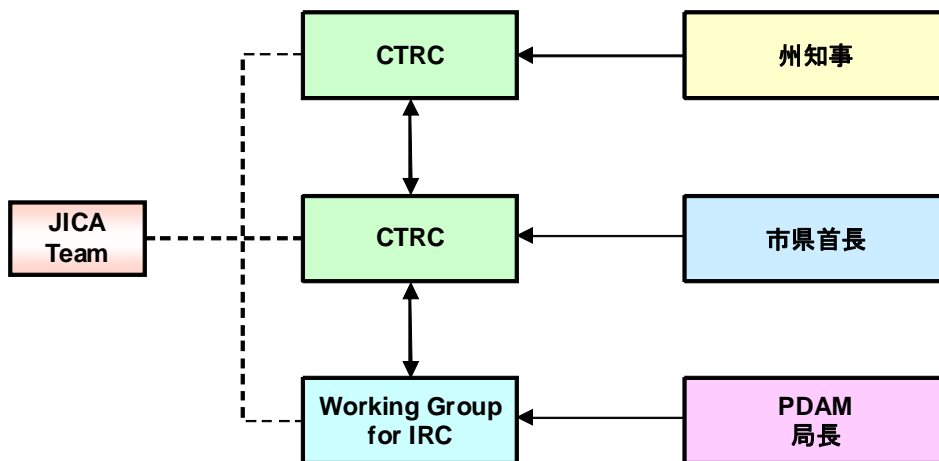 CTRC
州知事
JICA
Team
CTRC
市県首長
Working Group
for IRC
PDAM
局長